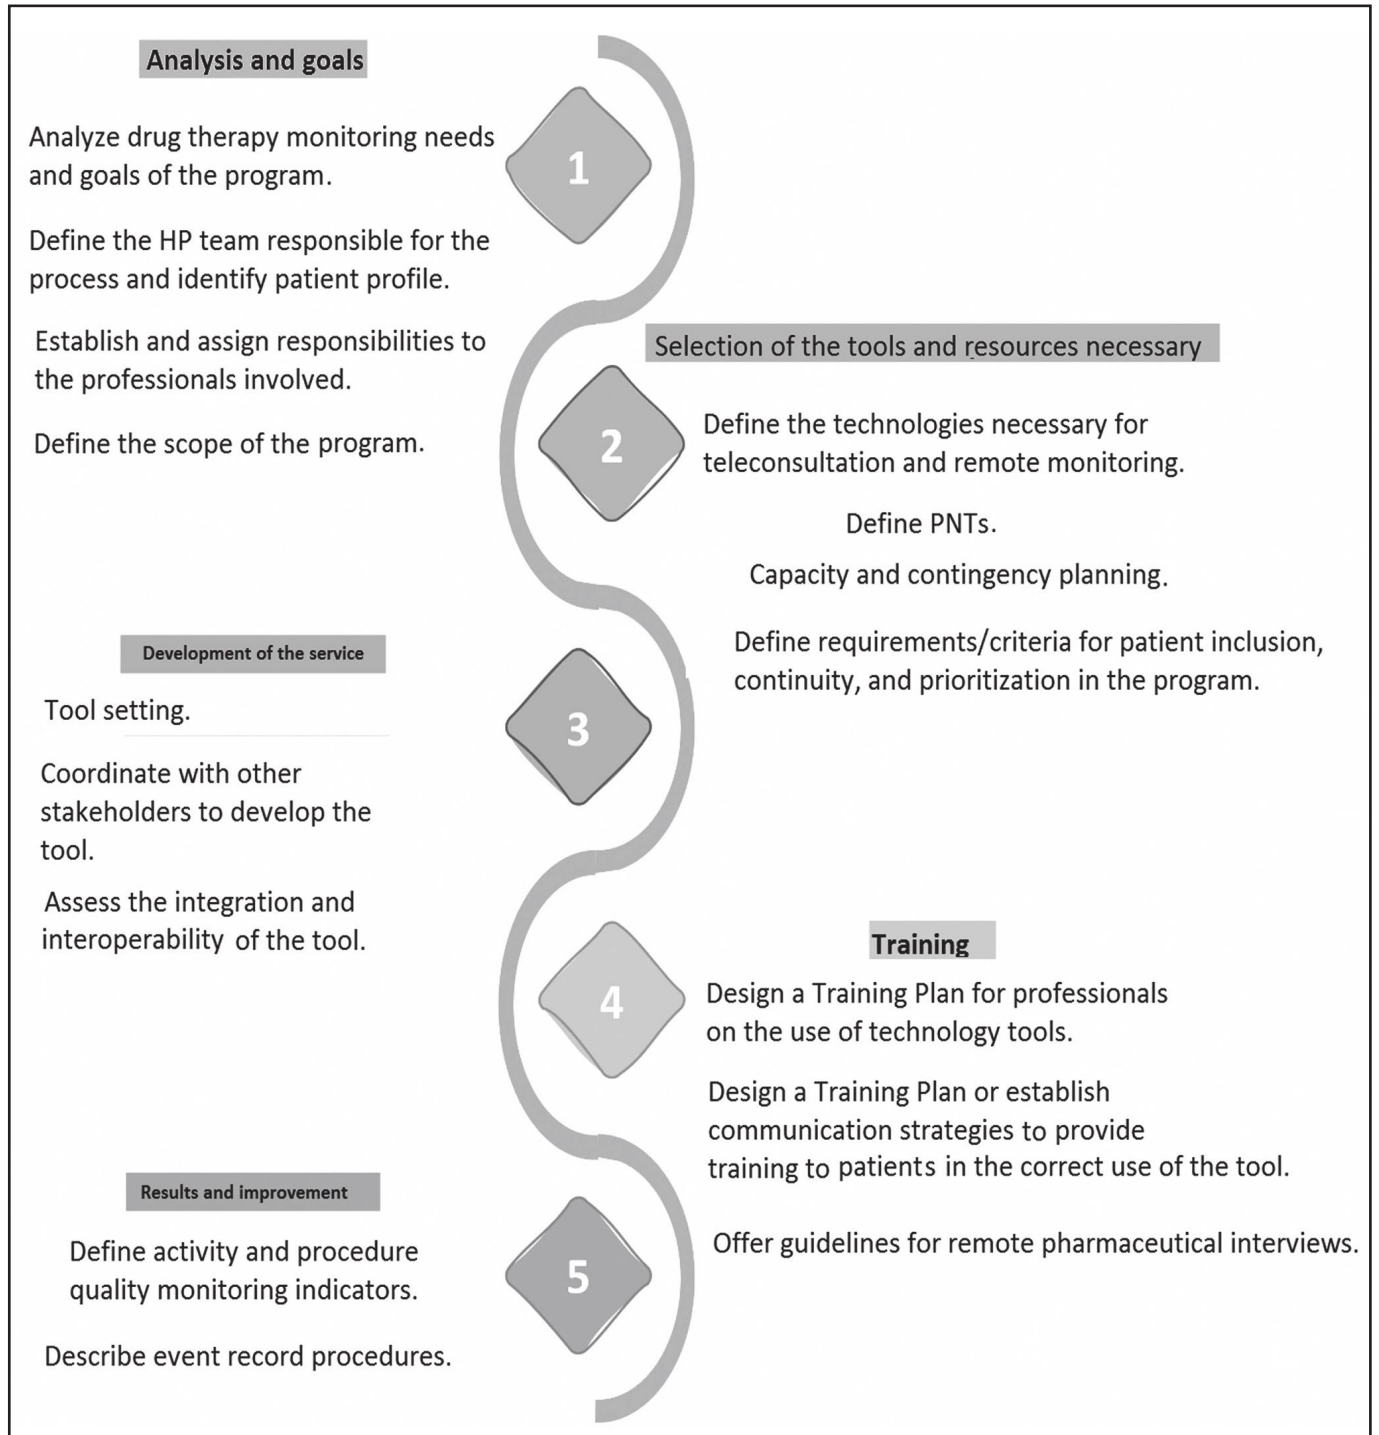 Analysis and goals
1
Analyze drug therapy monitoring needs
and goals of the program.
Define the HP team responsible for the
process and identify patient profile.
Establish and assign responsibilities to
the professionals involved.
Define the scope of the program.
Selection of the tools and resources necessary
2
Define the technologies necessary for
teleconsultation and remote monitoring.
Define PNTs.
Capacity and contingency planning.
Define requirements/criteria for patient inclusion,
continuity, and prioritization in the program.
Development of the service
3
Tool setting.
Coordinate with other
stakeholders to develop the
tool.
Assess the integration and
interoperability of the tool.
Training
4
Design a Training Plan for professionals
on the use of technology tools.
Design a Training Plan or establish
communication strategies to provide
training to patients in the correct use of the tool.
Offer guidelines for remote pharmaceutical interviews.
Results and improvement
5
Define activity and procedure
quality monitoring indicators.
Describe event record procedures.